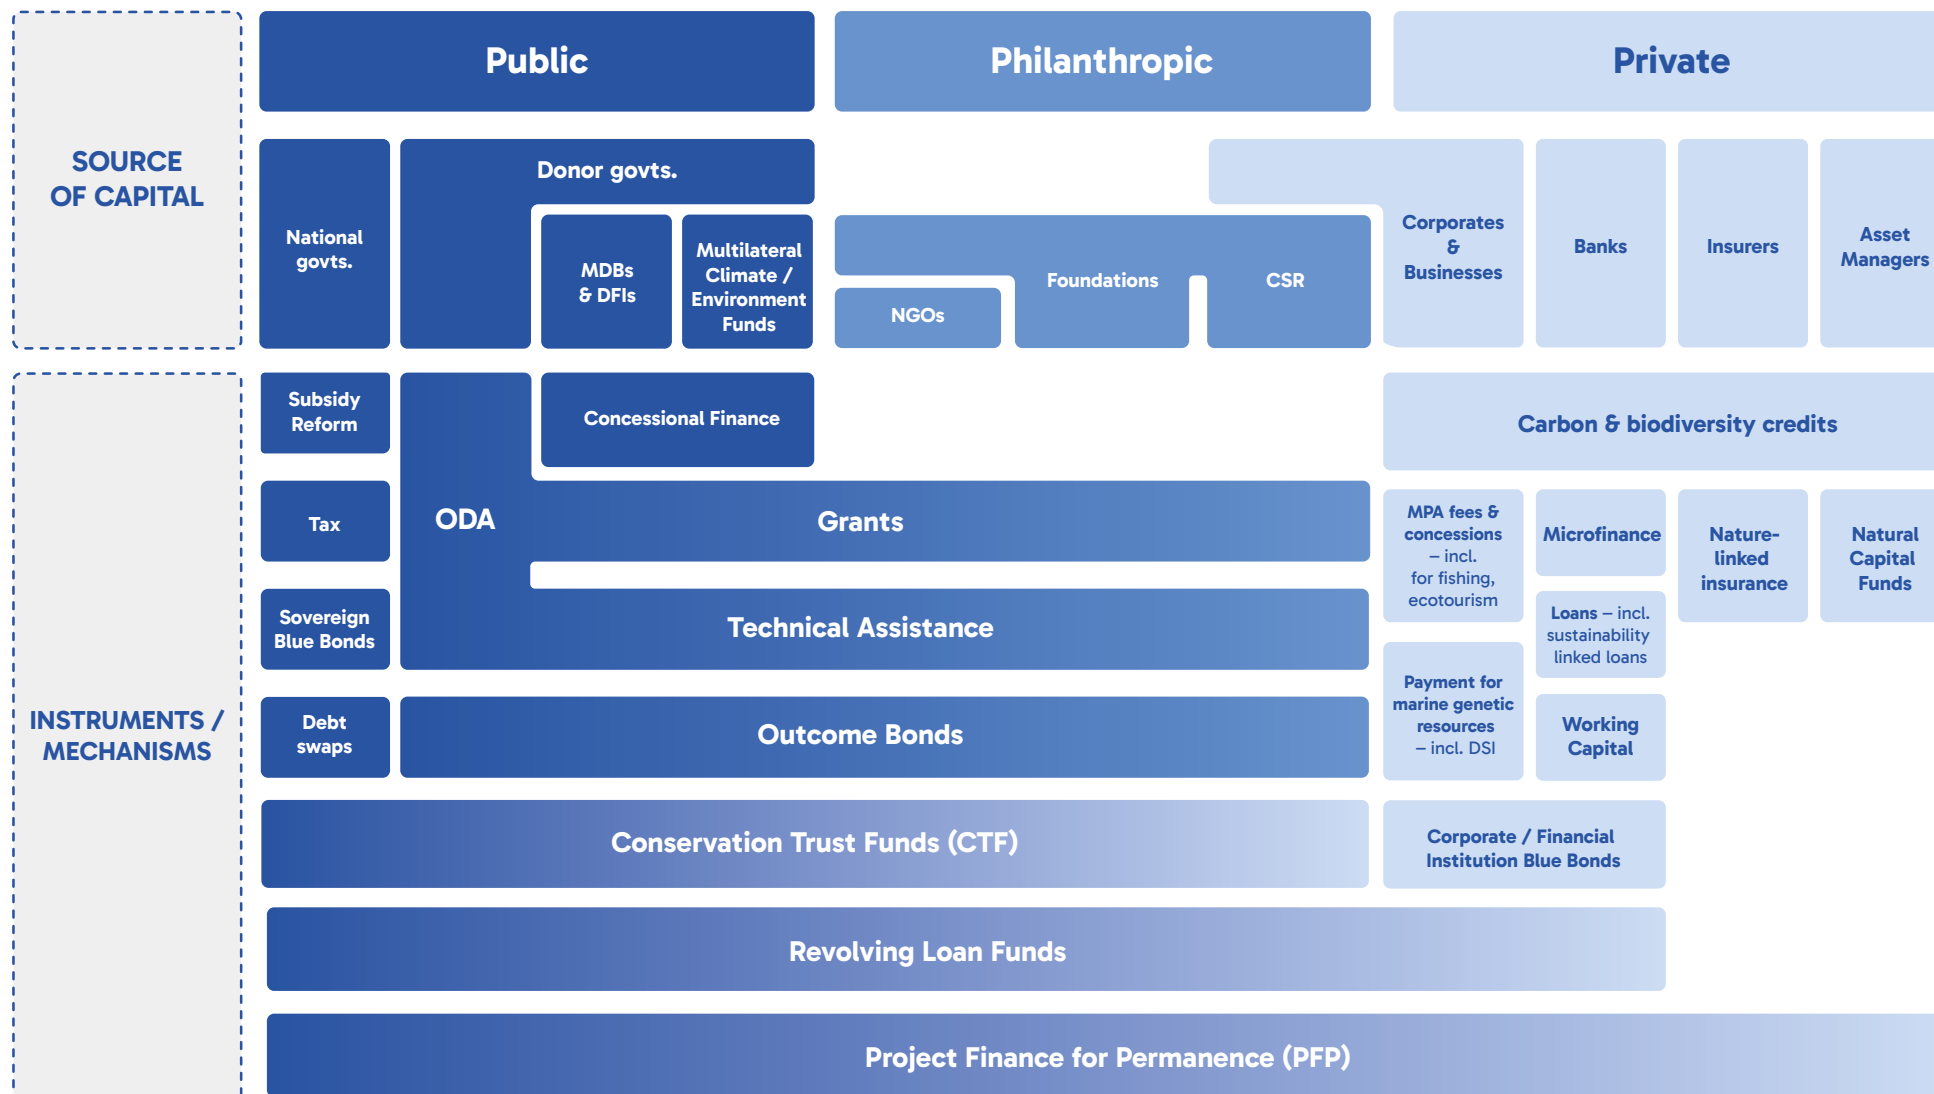 SOURCE
OF CAPITAL
Public
Philanthropic
Private
National
govts.
Donor govts.
MDBs
& DFIs
Multilateral
Climate /
Environment
Funds
NGOs
Foundations
CSR
Corporates
&
Businesses
Banks
Insurers
Asset
Managers
INSTRUMENTS /
MECHANISMS
Subsidy
Reform
Tax
Sovereign
Blue Bonds
Debt
swaps
ODA
Concessional Finance
Grants
Technical Assistance
Outcome Bonds
Carbon & biodiversity credits
MPA fees &
concessions
– incl.
for fishing,
ecotourism
Payment for
marine genetic
resources
– incl. DSI
Microfinance
Loans – incl.
sustainability
linked loans
Working
Capital
Nature-
linked
insurance
Natural
Capital
Funds
Conservation Trust Funds (CTF)
Corporate / Financial
Institution Blue Bonds
Revolving Loan Funds
Project Finance for Permanence (PFP)